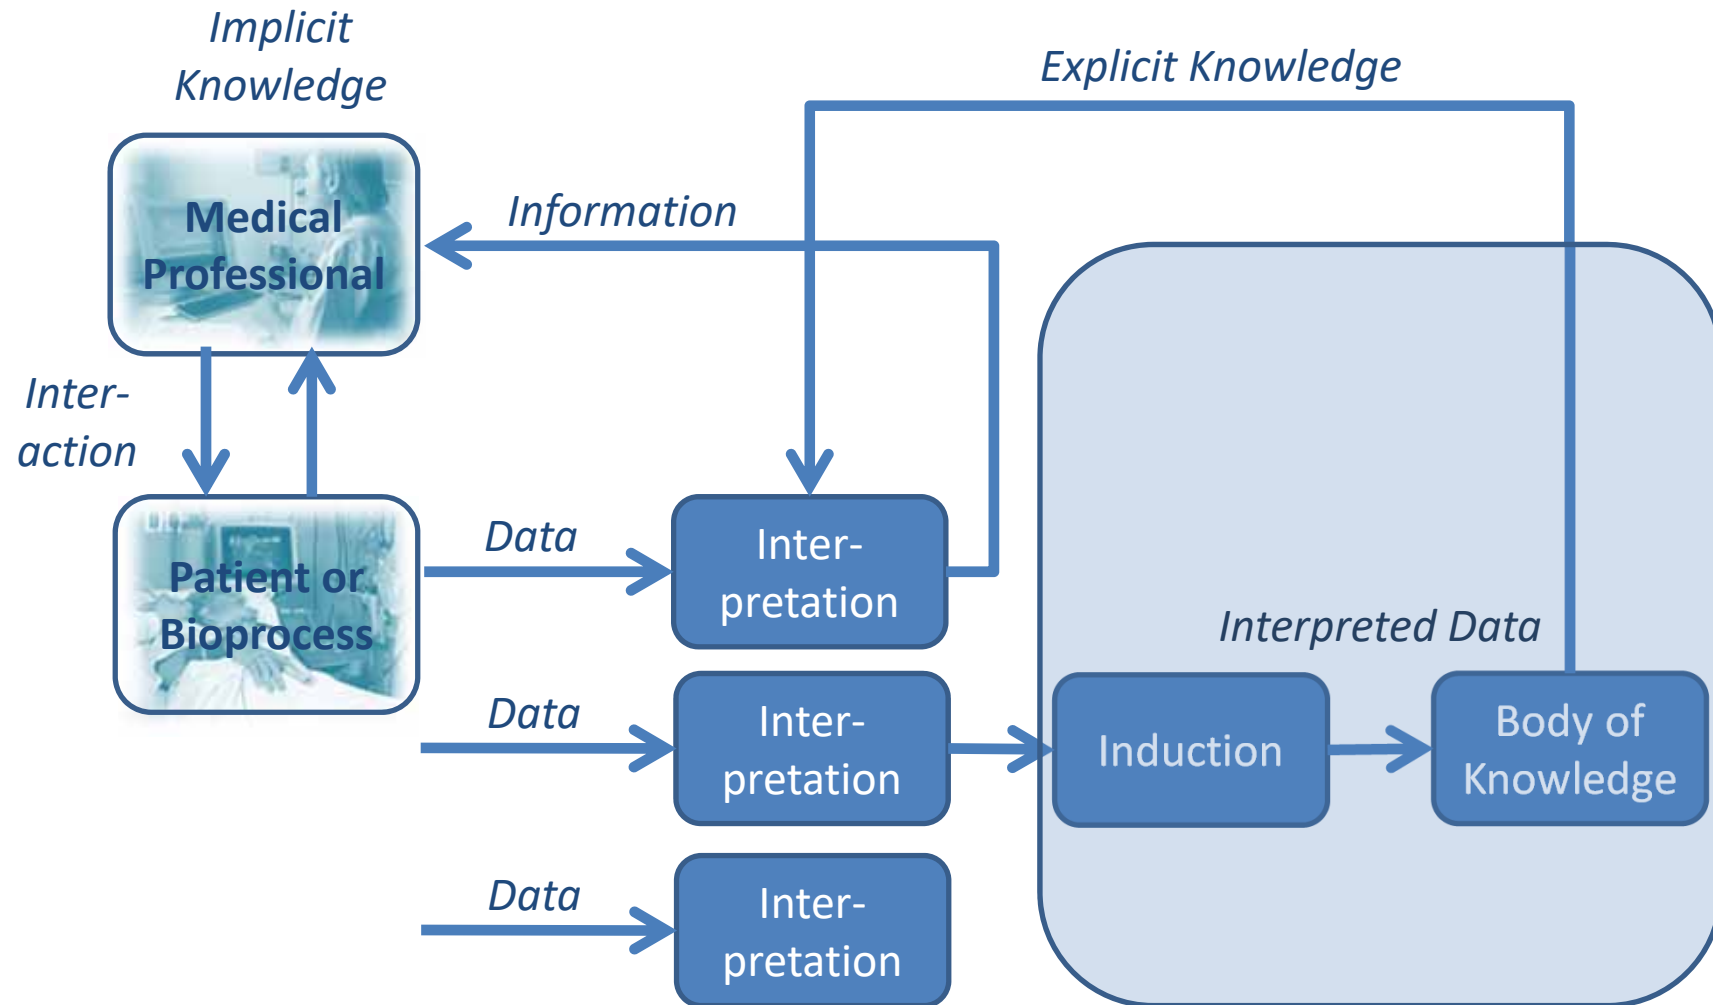 Implicit
Knowledge
Explicit Knowledge
Medical
Professional
Information
Inter-
action
Patient or
Bioprocess
Data
Inter-
pretation
Interpreted Data
Data
Inter-
pretation
Induction
Body of
Knowledge
Data
Inter-
pretation